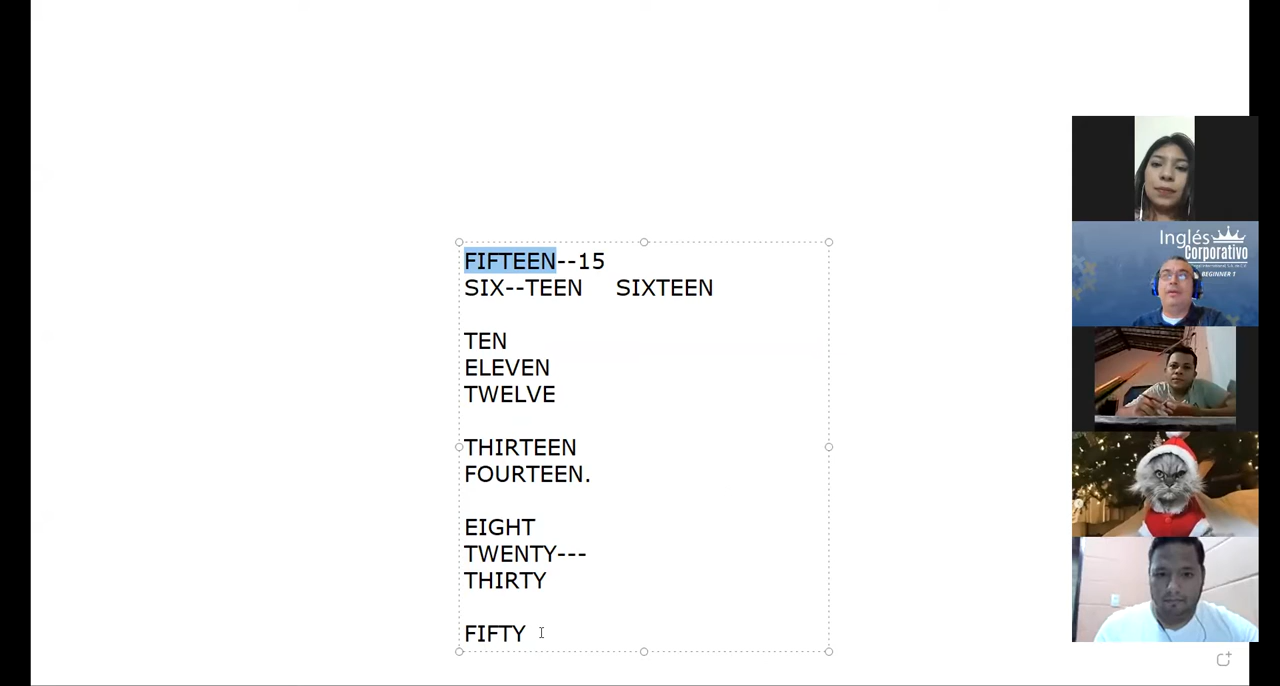 FIFTEEN--15
SIX--TEEN SIXTEEN
TEN
ELEVEN
TWELVE
THIRTEEN
FOURTEEN.
EIGHT
TWENTY---
THIRTY
FIFTY
Inglés
Corporativo
BEGINNER 1